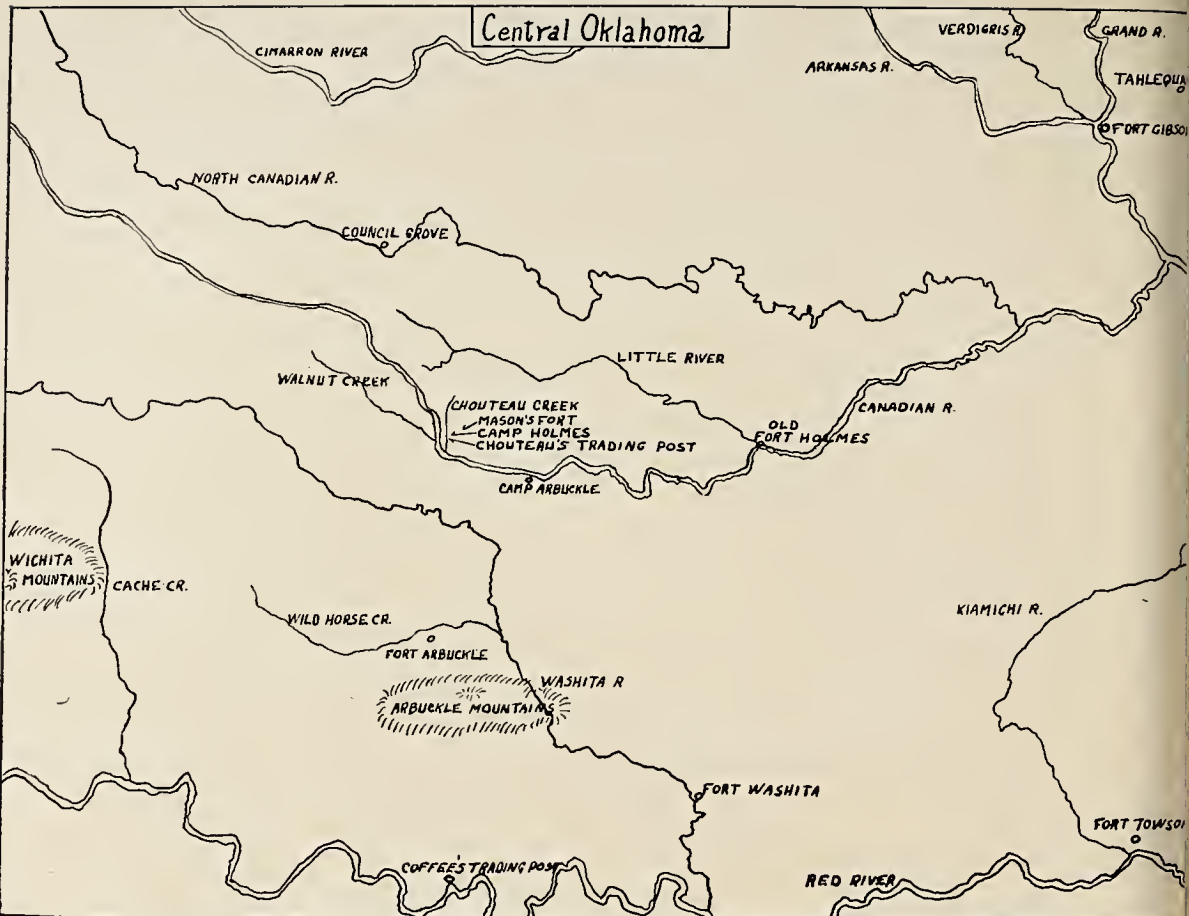 Central Oklahoma
CIMARRON RIVER
VERDIGRIS R
GRAND R.
ARKANSAS R.
TAHLEQUA
FORT GIBSO
NORTH CANADIAN R.
COUNCIL GROVE
LITTLE RIVER
WALNUT CREEK
CHOUTEAU CREEK
MASON'S FORT
CAMP HOLMES
CHOUTEAU'S TRADING POST
CANADIAN R.
OLD
FORT HOLMES
CAMP ARBUCKLE
WICHITA
MOUNTAINS
CACHE CR.
KIAMICHI R.
WILD HORSE CR.
FORT ARBUCKLE
WASHITA R
ARBUCKLE MOUNTAINS
FORT WASHITA
FORT TOWSO
COFFEE'S TRADING POST
RED RIVER